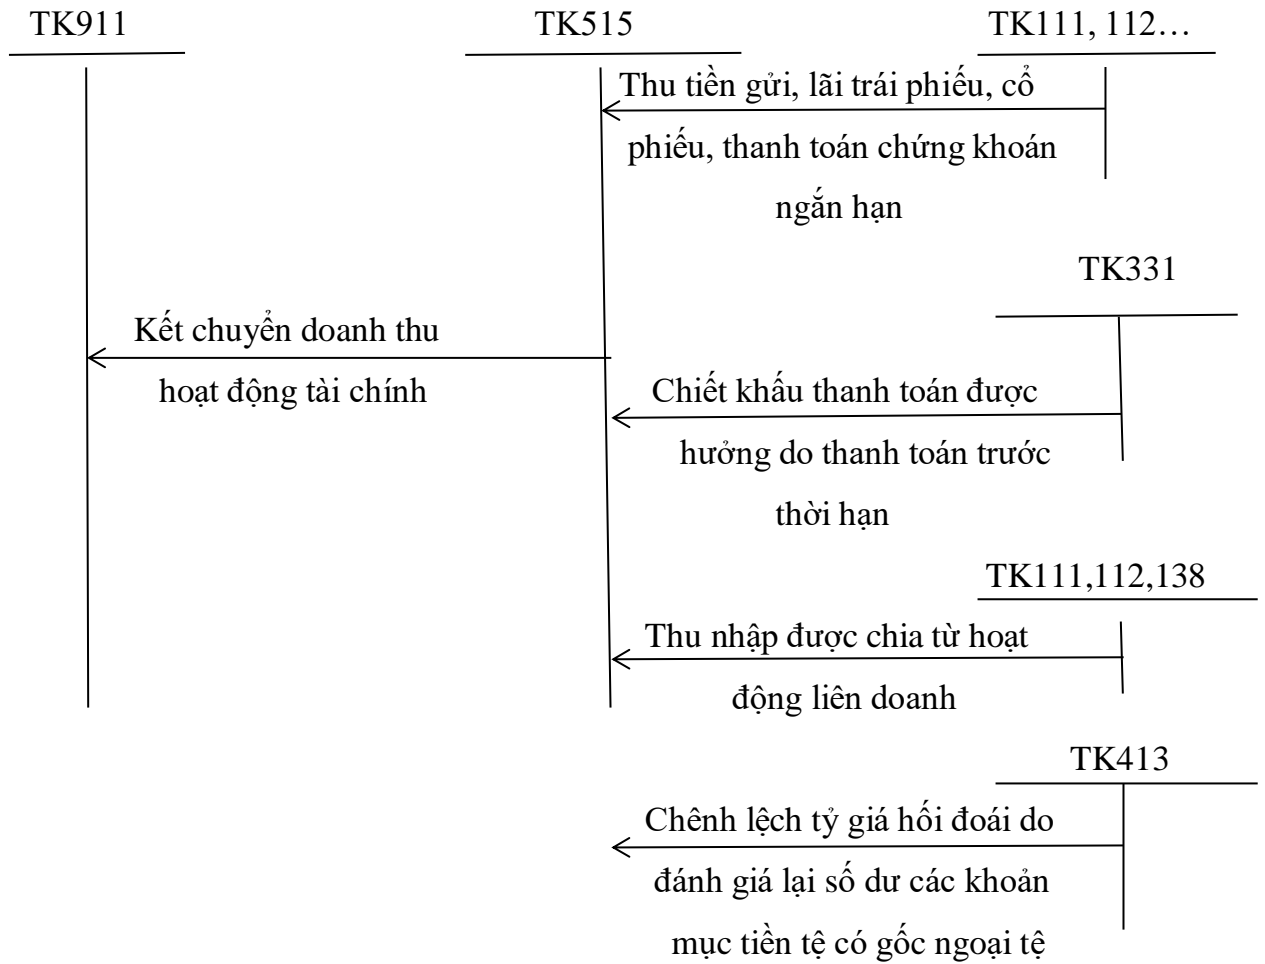 TK911
TK515
TK111, 112…
Thu tiền gửi, lãi trái phiếu, cổ
phiếu, thanh toán chứng khoán
ngắn hạn
TK331
Kết chuyển doanh thu
hoạt động tài chính
Chiết khấu thanh toán được
hưởng do thanh toán trước
thời hạn
TK111,112,138
Thu nhập được chia từ hoạt
động liên doanh
TK413
Chênh lệch tỷ giá hối đoái do
đánh giá lại số dư các khoản
mục tiền tệ có gốc ngoại tệ